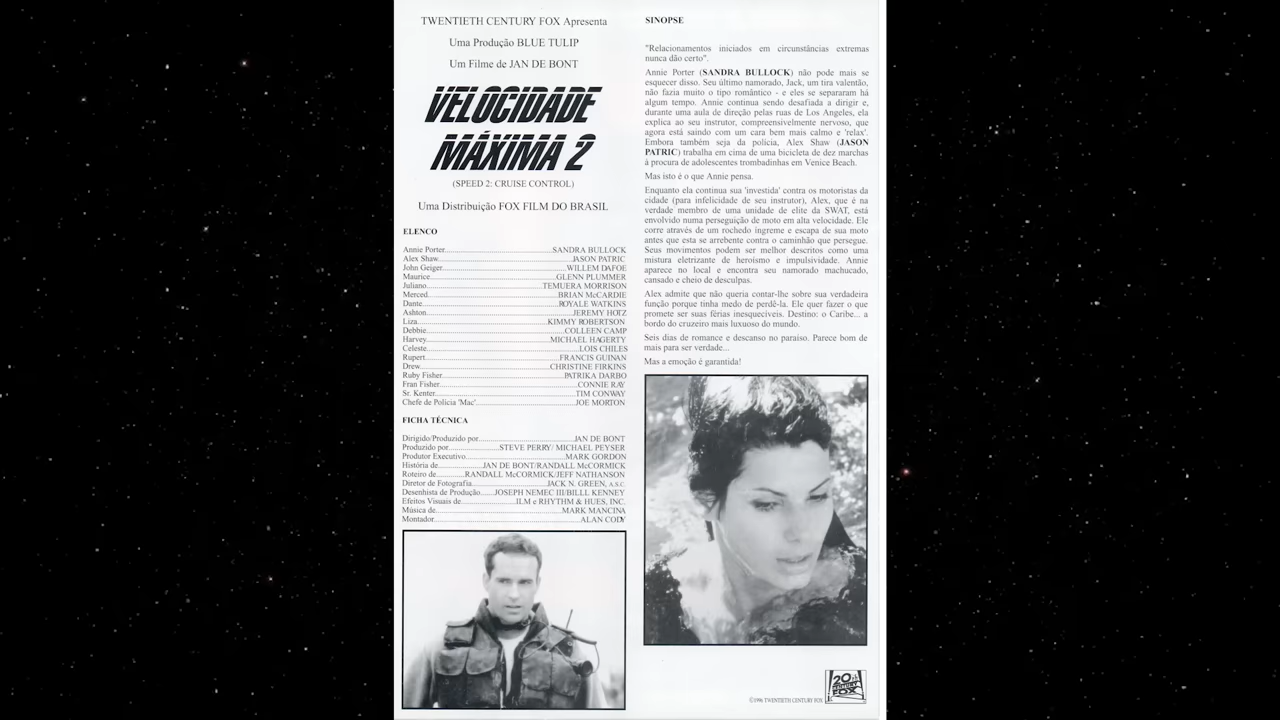 TWENTIETH CENTURY FOX Apresenta
Uma Produção BLUE TULIP
Um Filme de JAN DE BONT
VELOCIDADE
MÁXIMA 2
(SPEED 2: CRUISE CONTROL)
Uma Distribuição FOX FILM DO BRASIL
ELENCO
Annie Porter....................SANDRA BULLOCK
Alex Shaw....................JASON PATRIC
John Geiger....................WILLEM DAFOE
Maurice....................GLENN PLUMMER
Juliano....................TEMUERA MORRISON
Merced....................BRIAN McCARDIE
Dante....................ROYALE WATKINS
Ashton....................JEREMY HOTZ
Liza....................KIMMY ROBERTSON
Debbie....................COLLEEN CAMP
Harvey....................MICHAEL HAGERTY
Celeste....................LOIS CHILES
Rupert....................FRANCIS GUINAN
Drew....................CHRISTINE FIRKINS
Ruby Fisher....................PATRIKA DARBO
Fran Fisher....................CONNIE RAY
Sr. Kenter....................TIM CONWAY
Chefe de Polícia 'Mac'....................JOE MORTON
FICHA TÉCNICA
Dirigido/Produzido por....................JAN DE BONT
Produzido por..............STEVE PERRY/ MICHAEL PEYSER
Produtor Executivo....................MARK GORDON
História de............JAN DE BONT/RANDALL McCORMICK
Roteiro de.......RANDALL McCORMICK/JEFF NATHANSON
Diretor de Fotografia....................JACK N. GREEN, A.S.C.
Desenhista de Produção.....JOSEPH NEMEC III/BILLL KENNEY
Efeitos Visuais de..............ILM e RHYTHM & HUES, INC.
Música de....................MARK MANCINA
Montador....................ALAN CODY
SINOPSE
"Relacionamentos iniciados em circunstâncias extremas
nunca dão certo".
Annie Porter (SANDRA BULLOCK) não pode mais se
esquecer disso. Seu último namorado, Jack, um tira valentão,
não fazia muito o tipo romântico - e eles se separaram há
algum tempo. Annie continua sendo desafiada a dirigir e,
durante uma aula de direção pelas ruas de Los Angeles, ela
explica ao seu instrutor, compreensivelmente nervoso, que
agora está saindo com um cara bem mais calmo e 'relax'.
Embora também seja da polícia, Alex Shaw (JASON
PATRIC) trabalha em cima de uma bicicleta de dez marchas
à procura de adolescentes trombadinhas em Venice Beach.
Mas isto é o que Annie pensa.
Enquanto ela continua sua 'investida' contra os motoristas da
cidade (para infelicidade de seu instrutor), Alex, que é na
verdade membro de uma unidade de elite da SWAT, está
envolvido numa perseguição de moto em alta velocidade. Ele
corre através de um rochedo ingreme e escapa de sua moto
antes que esta se arrebente contra o caminhão que persegue.
Seus movimentos podem ser melhor descritos como uma
mistura eletrizante de heroísmo e impulsividade. Annie
aparece no local e encontra seu namorado machucado,
cansado e cheio de desculpas.
Alex admite que não queria contar-lhe sobre sua verdadeira
função porque tinha medo de perdê-la. Ele quer fazer o que
promete ser suas férias inesquecíveis. Destino: o Caribe... a
bordo do cruzeiro mais luxuoso do mundo.
Seis dias de romance e descanso no paraíso. Parece bom de
mais para ser verdade...
Mas a emoção é garantida!
©1996 TWENTIETH CENTURY FOX
20th
CENTURY
FOX